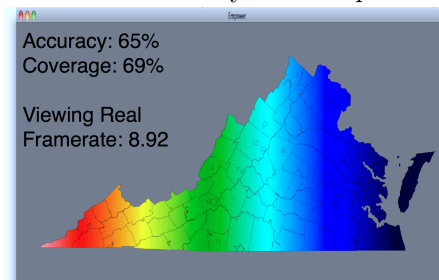 Empower
Accuracy: 65%
Coverage: 69%
Viewing Real
Framerate: 8.92